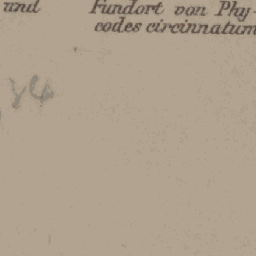 und Fundort von Phy-
codes circinnatum